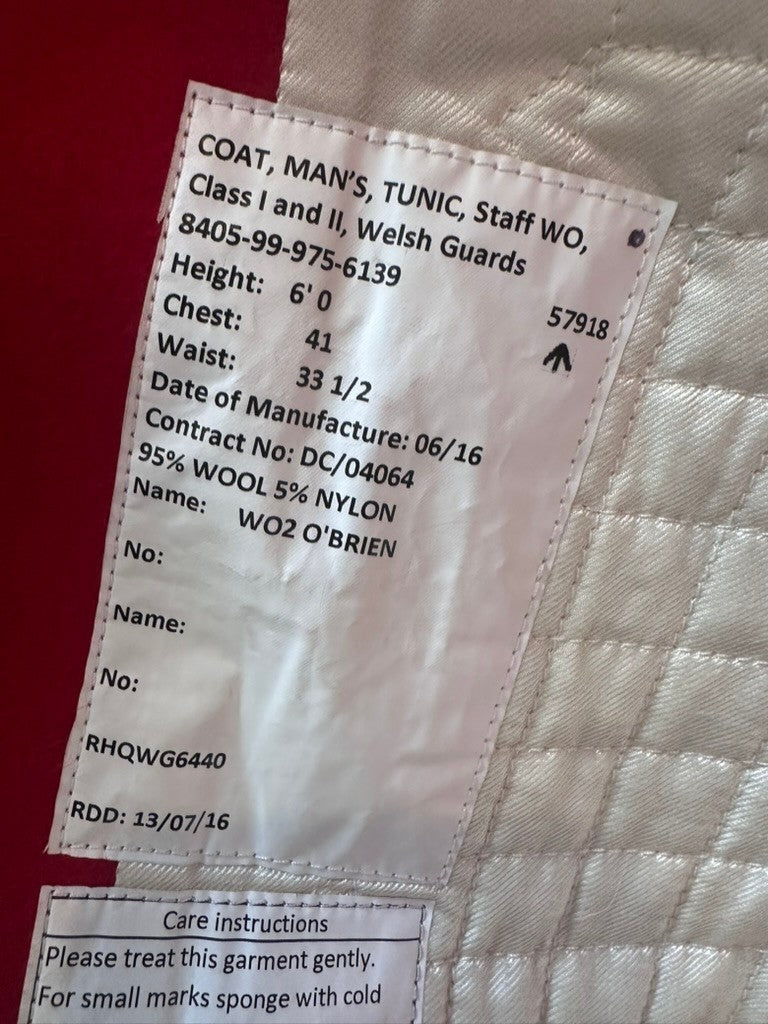 COAT, MAN'S, TUNIC, Staff WO,
Class I and II, Welsh Guards
8405-99-975-6139
57918
Height: 6' 0
Chest: 41
Waist: 33 1/2
Date of Manufacture: 06/16
Contract No: DC/04064
95% WOOL 5% NYLON
Name: WO2 O'BRIEN
No:
Name:
No:
RHQWG6440
RDD: 13/07/16
Care instructions
Please treat this garment gently.
For small marks sponge with cold